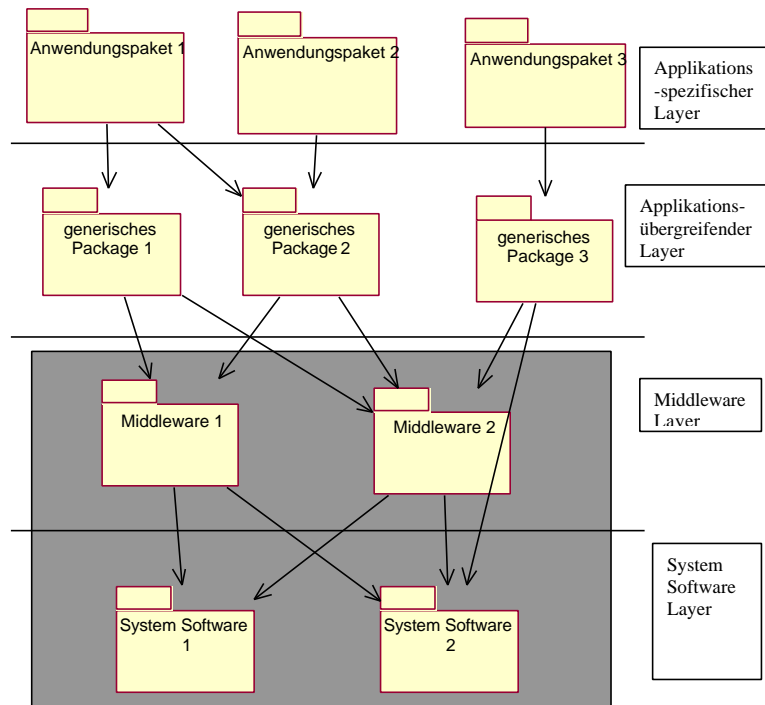 Anwendungspaket 1
Anwendungspaket 2
Anwendungspaket 3
Applikations
-spezifischer
Layer
generisches
Package 1
generisches
Package 2
generisches
Package 3
Applikations-
übergreifender
Layer
Middleware 1
Middleware 2
Middleware
Layer
System Software
1
System Software
2
System
Software
Layer